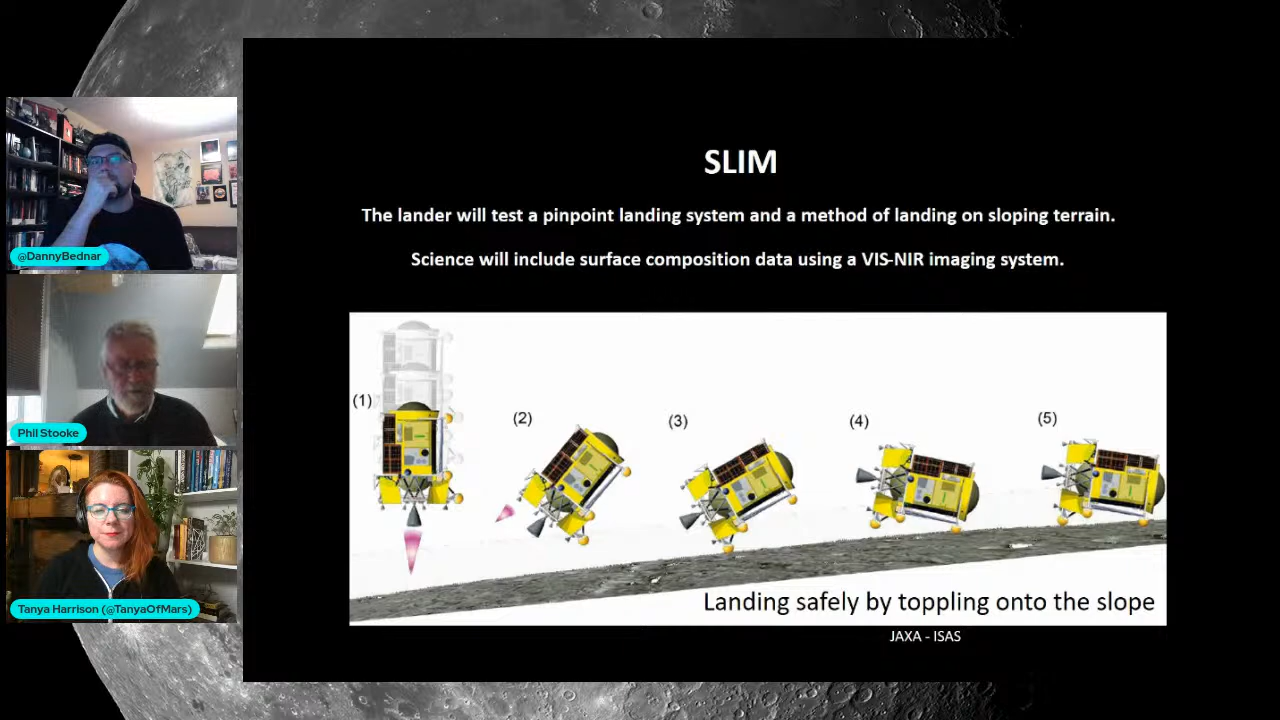 SLIM
The lander will test a pinpoint landing system and a method of landing on sloping terrain.
Science will include surface composition data using a VIS-NIR imaging system.
(1)
(2)
(3)
(4)
(5)
Landing safely by toppling onto the slope
JAXA - ISAS
@DannyBednar
Phil Stooke
Tanya Harrison (@TanyaOfMars)